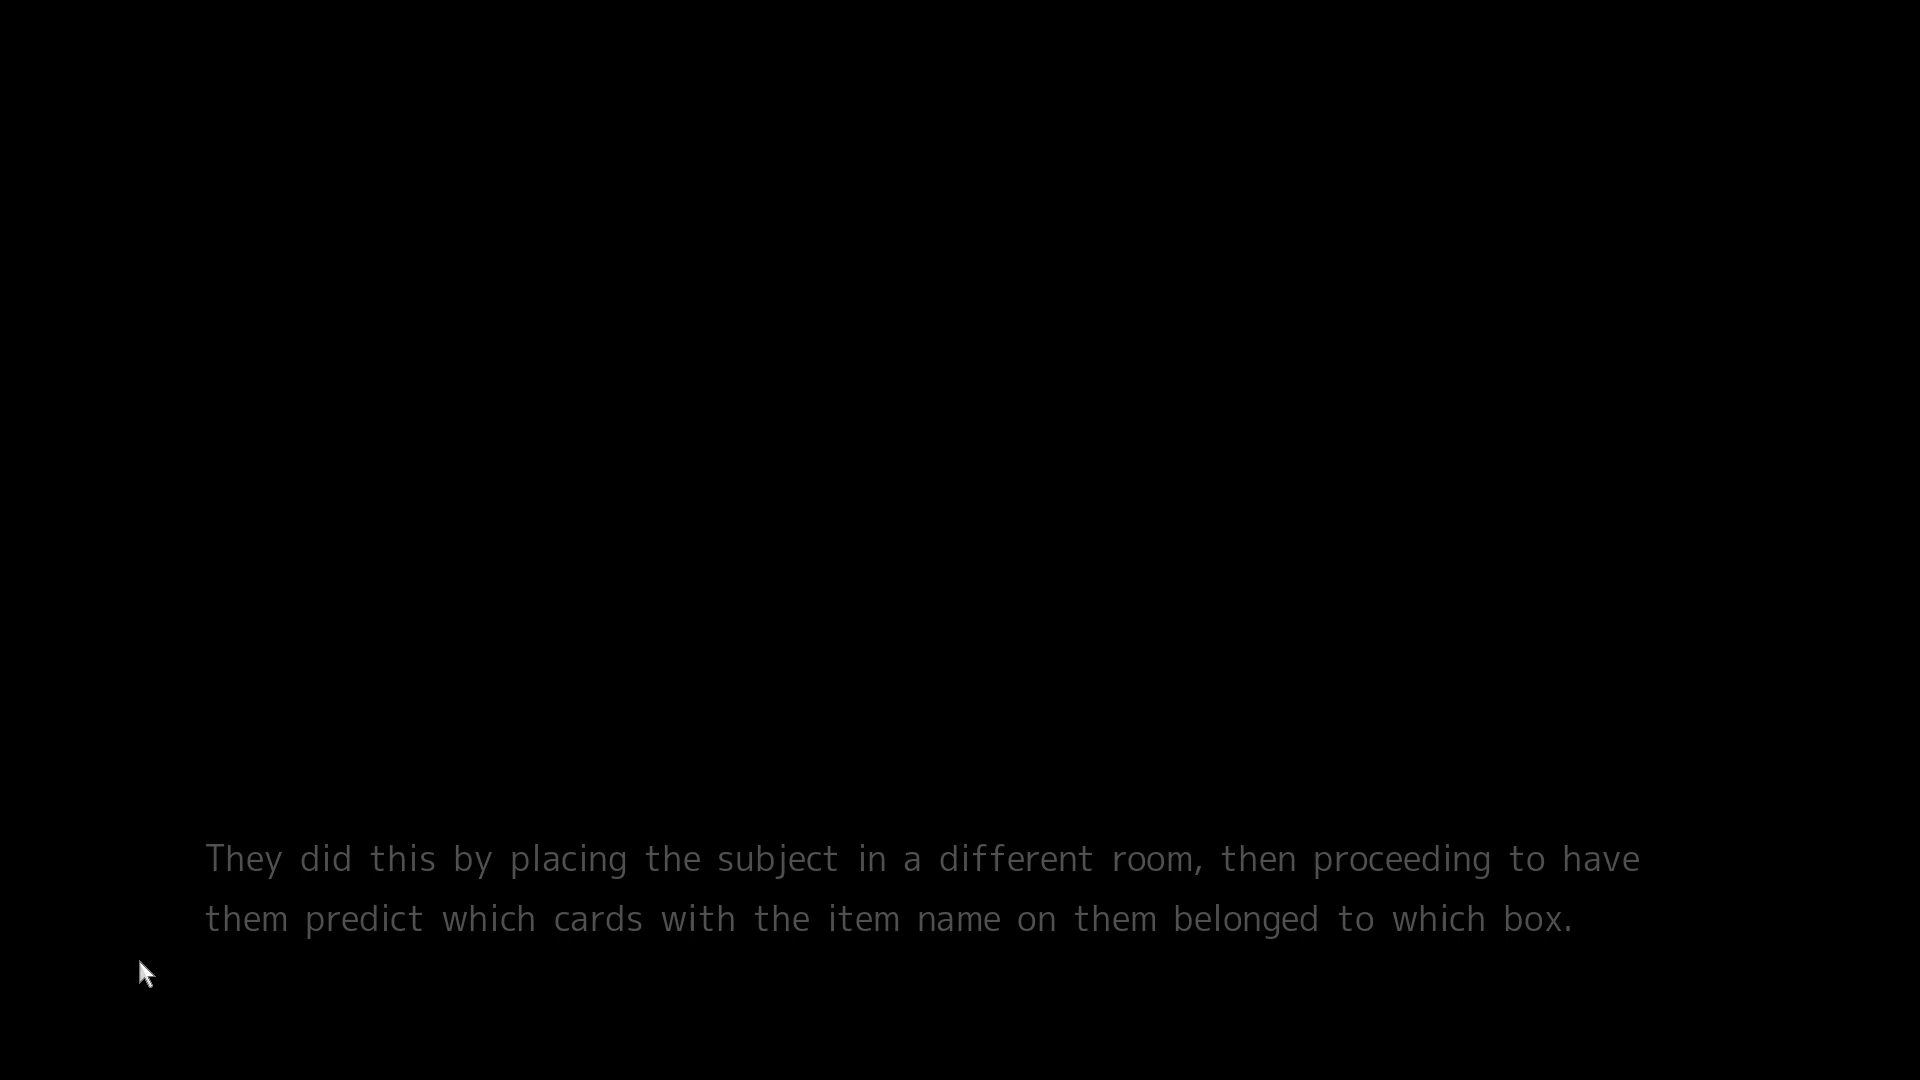 They did this by placing the subject in a different room, then proceeding to have
them predict which cards with the item name on them belonged to which box.